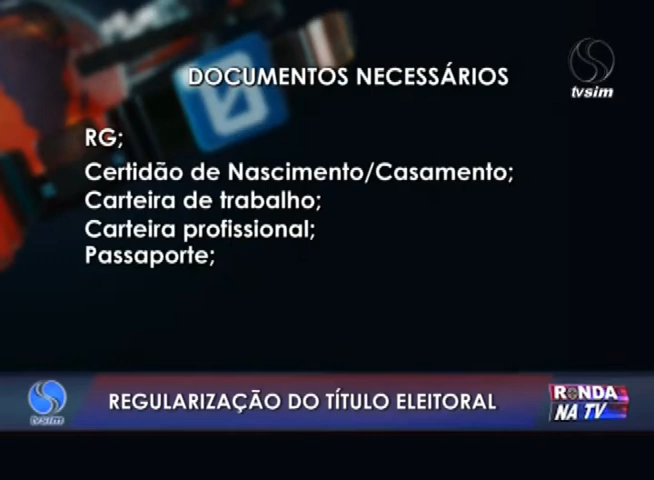 DOCUMENTOS NECESSÁRIOS
tvsim
RG;
Certidão de Nascimento/Casamento;
Carteira de trabalho;
Carteira profissional;
Passaporte;
tvsim
REGULARIZAÇÃO DO TÍTULO ELEITORAL
RONDA
NA TV